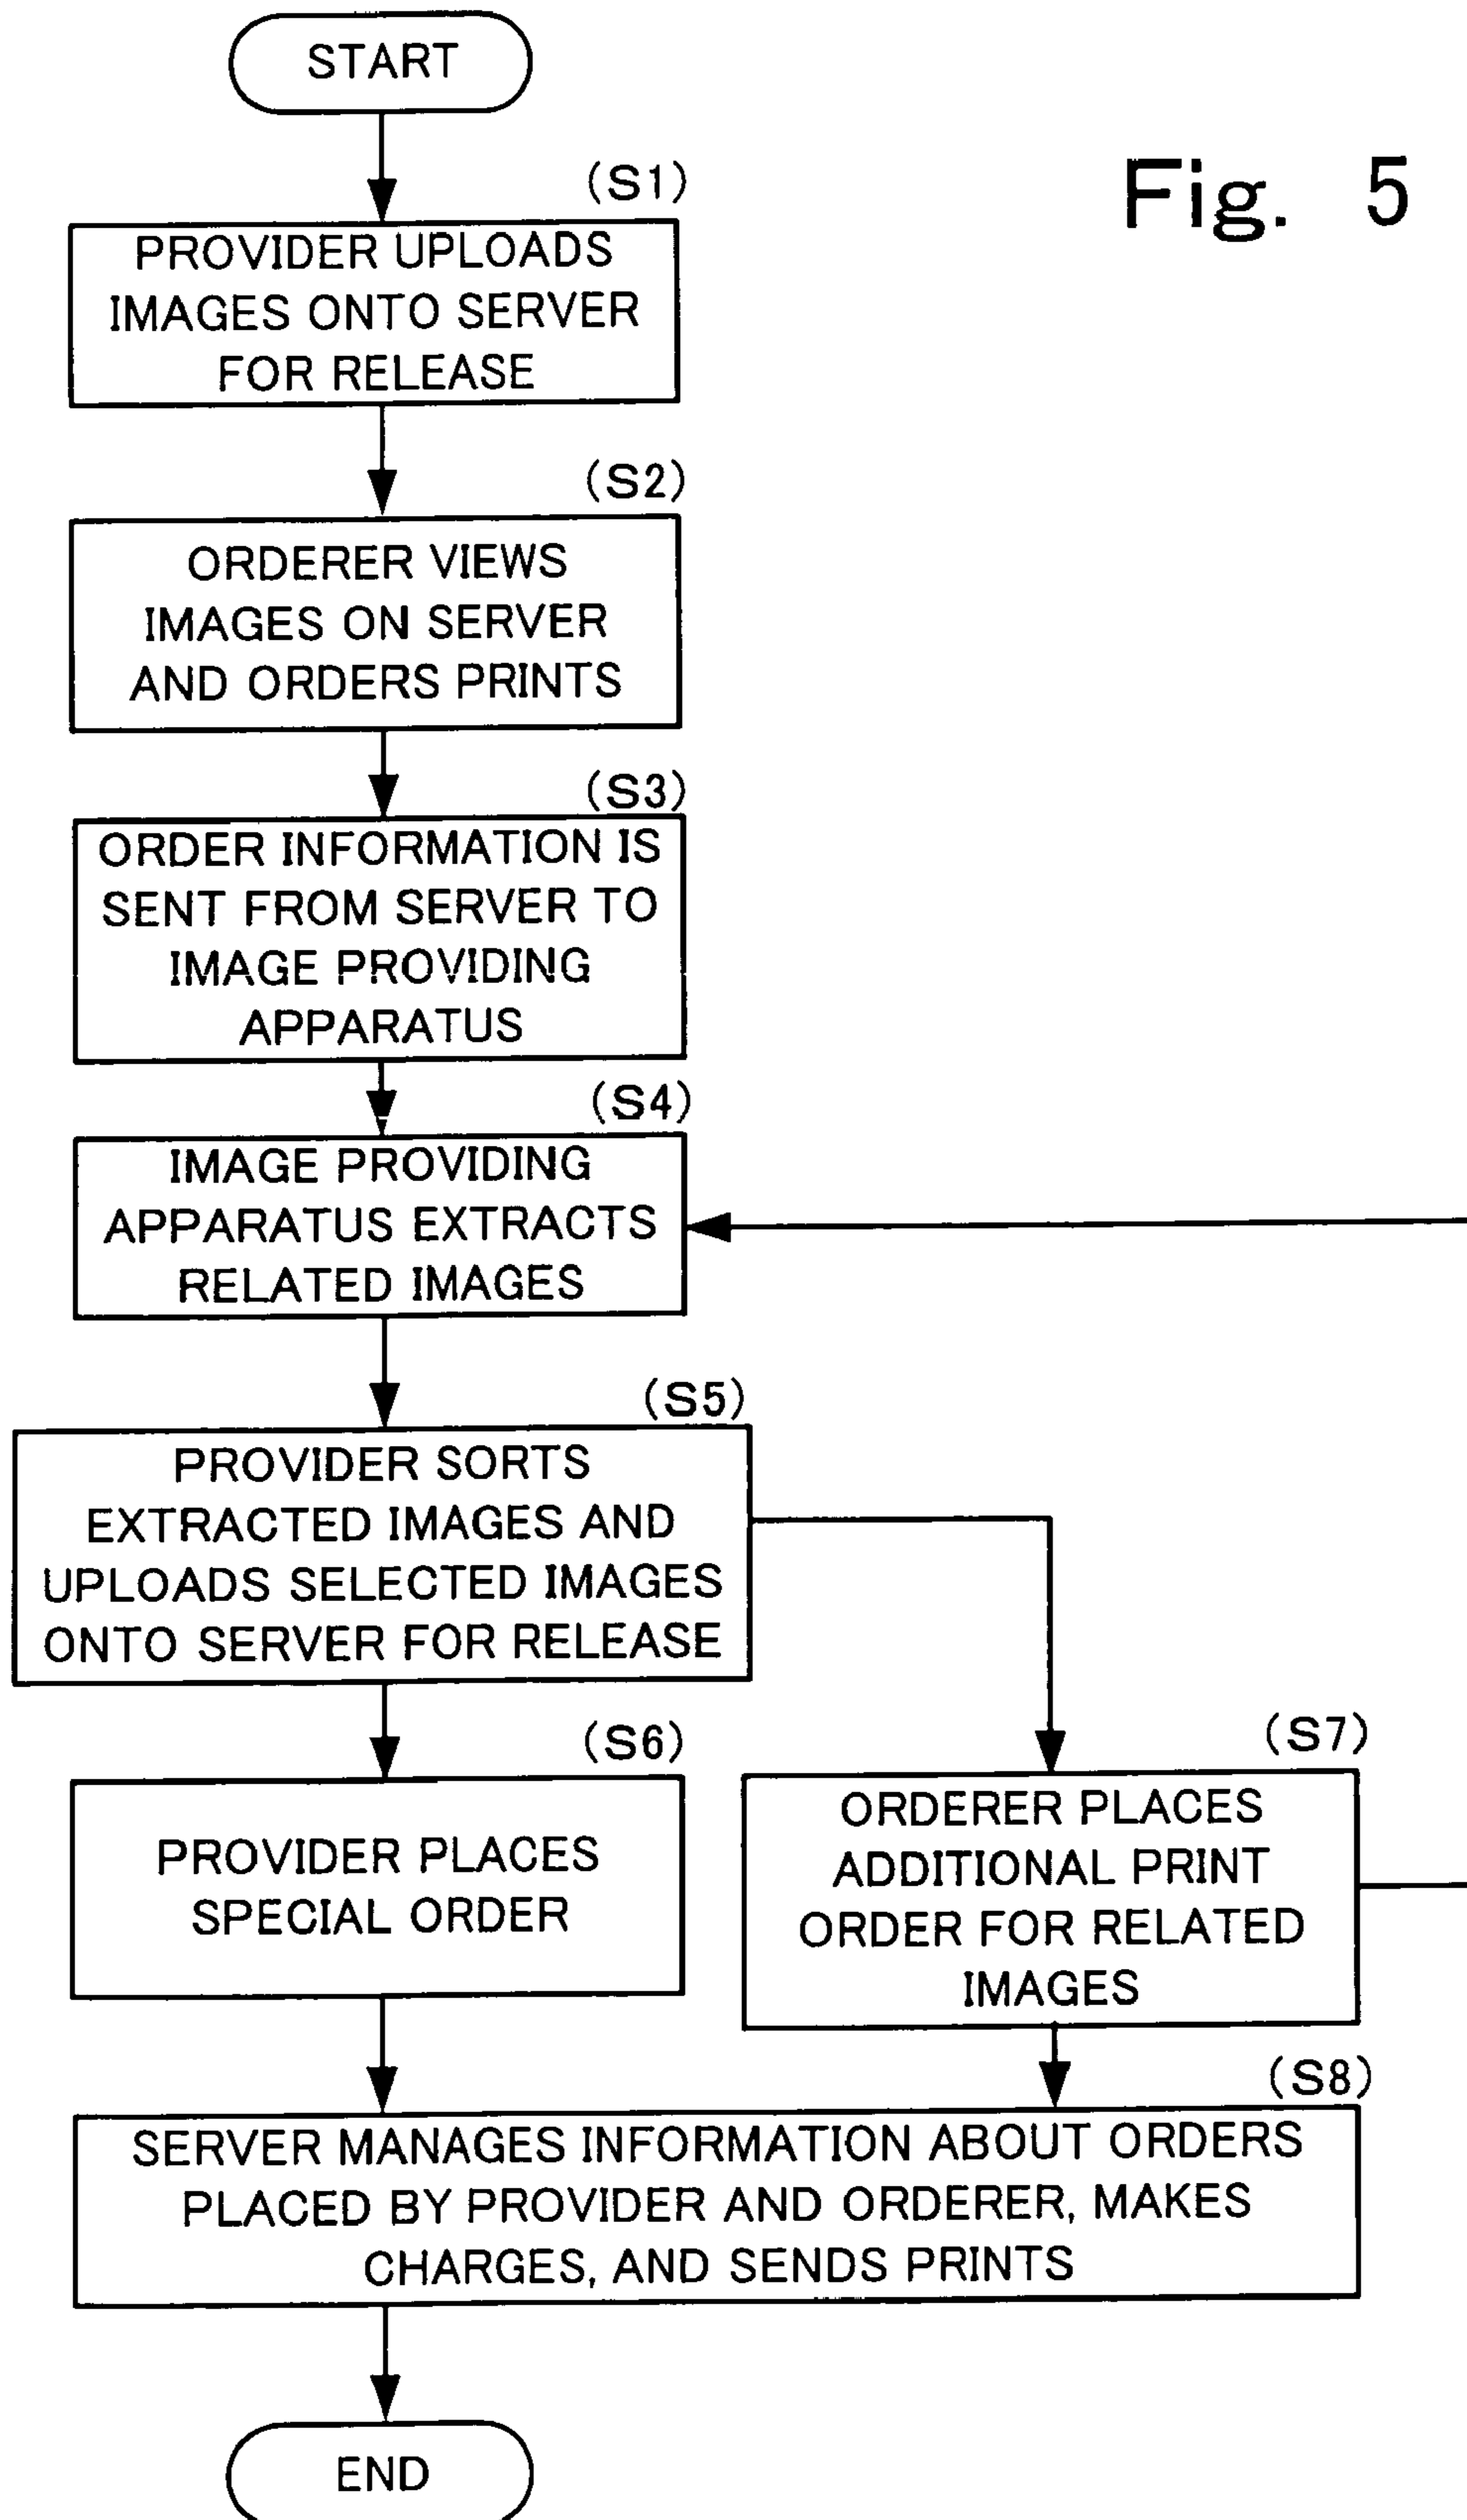 START
Fig. 5
(S1)
PROVIDER UPLOADS
IMAGES ONTO SERVER
FOR RELEASE
(S2)
ORDERER VIEWS
IMAGES ON SERVER
AND ORDERS PRINTS
(S3)
ORDER INFORMATION IS
SENT FROM SERVER TO
IMAGE PROVIDING
APPARATUS
(S4)
IMAGE PROVIDING
APPARATUS EXTRACTS
RELATED IMAGES
(S5)
PROVIDER SORTS
EXTRACTED IMAGES AND
UPLOADS SELECTED IMAGES
ONTO SERVER FOR RELEASE
(S6)
PROVIDER PLACES
SPECIAL ORDER
(S7)
ORDERER PLACES
ADDITIONAL PRINT
ORDER FOR RELATED
IMAGES
(S8)
SERVER MANAGES INFORMATION ABOUT ORDERS
PLACED BY PROVIDER AND ORDERER, MAKES
CHARGES, AND SENDS PRINTS
END